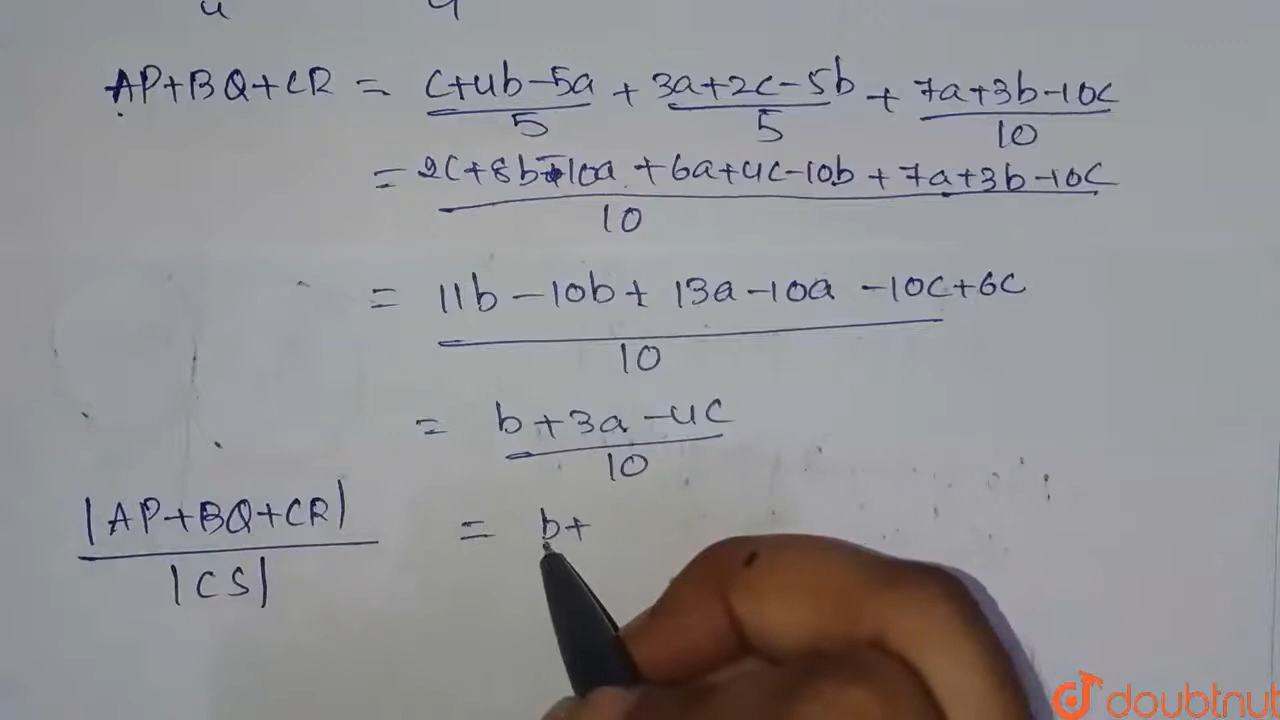 AP+BQ+CR = c+4b-5a/5 + 3a+2c-5b/5 + 7a+3b-10c/10
= 2c+8b-10a+6a+4c-10b+7a+3b-10c/10
= 11b-10b+13a-10a-10c+6c/10
= b+3a-4c/10
|AP+BQ+CR|/|CS| = b+
doubtnut